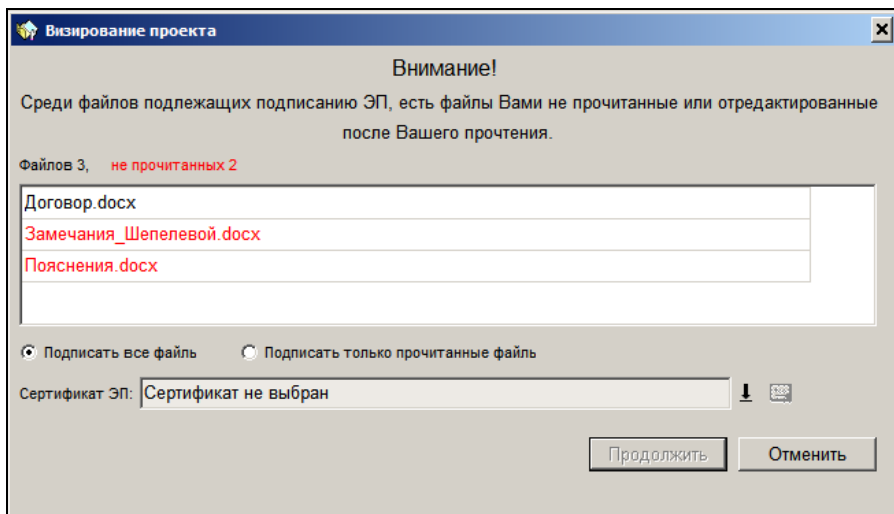 Визирование проекта
Внимание!
Среди файлов подлежащих подписанию ЭП, есть файлы Вами не прочитанные или отредактированные
после Вашего прочтения.
Файлов 3, не прочитанных 2
Договор.docx
Замечания_Шепелевой.docx
Пояснения.docx
Подписать все файль Подписать только прочитанные файль
Сертификат ЭП: Сертификат не выбран
Продолжить Отменить